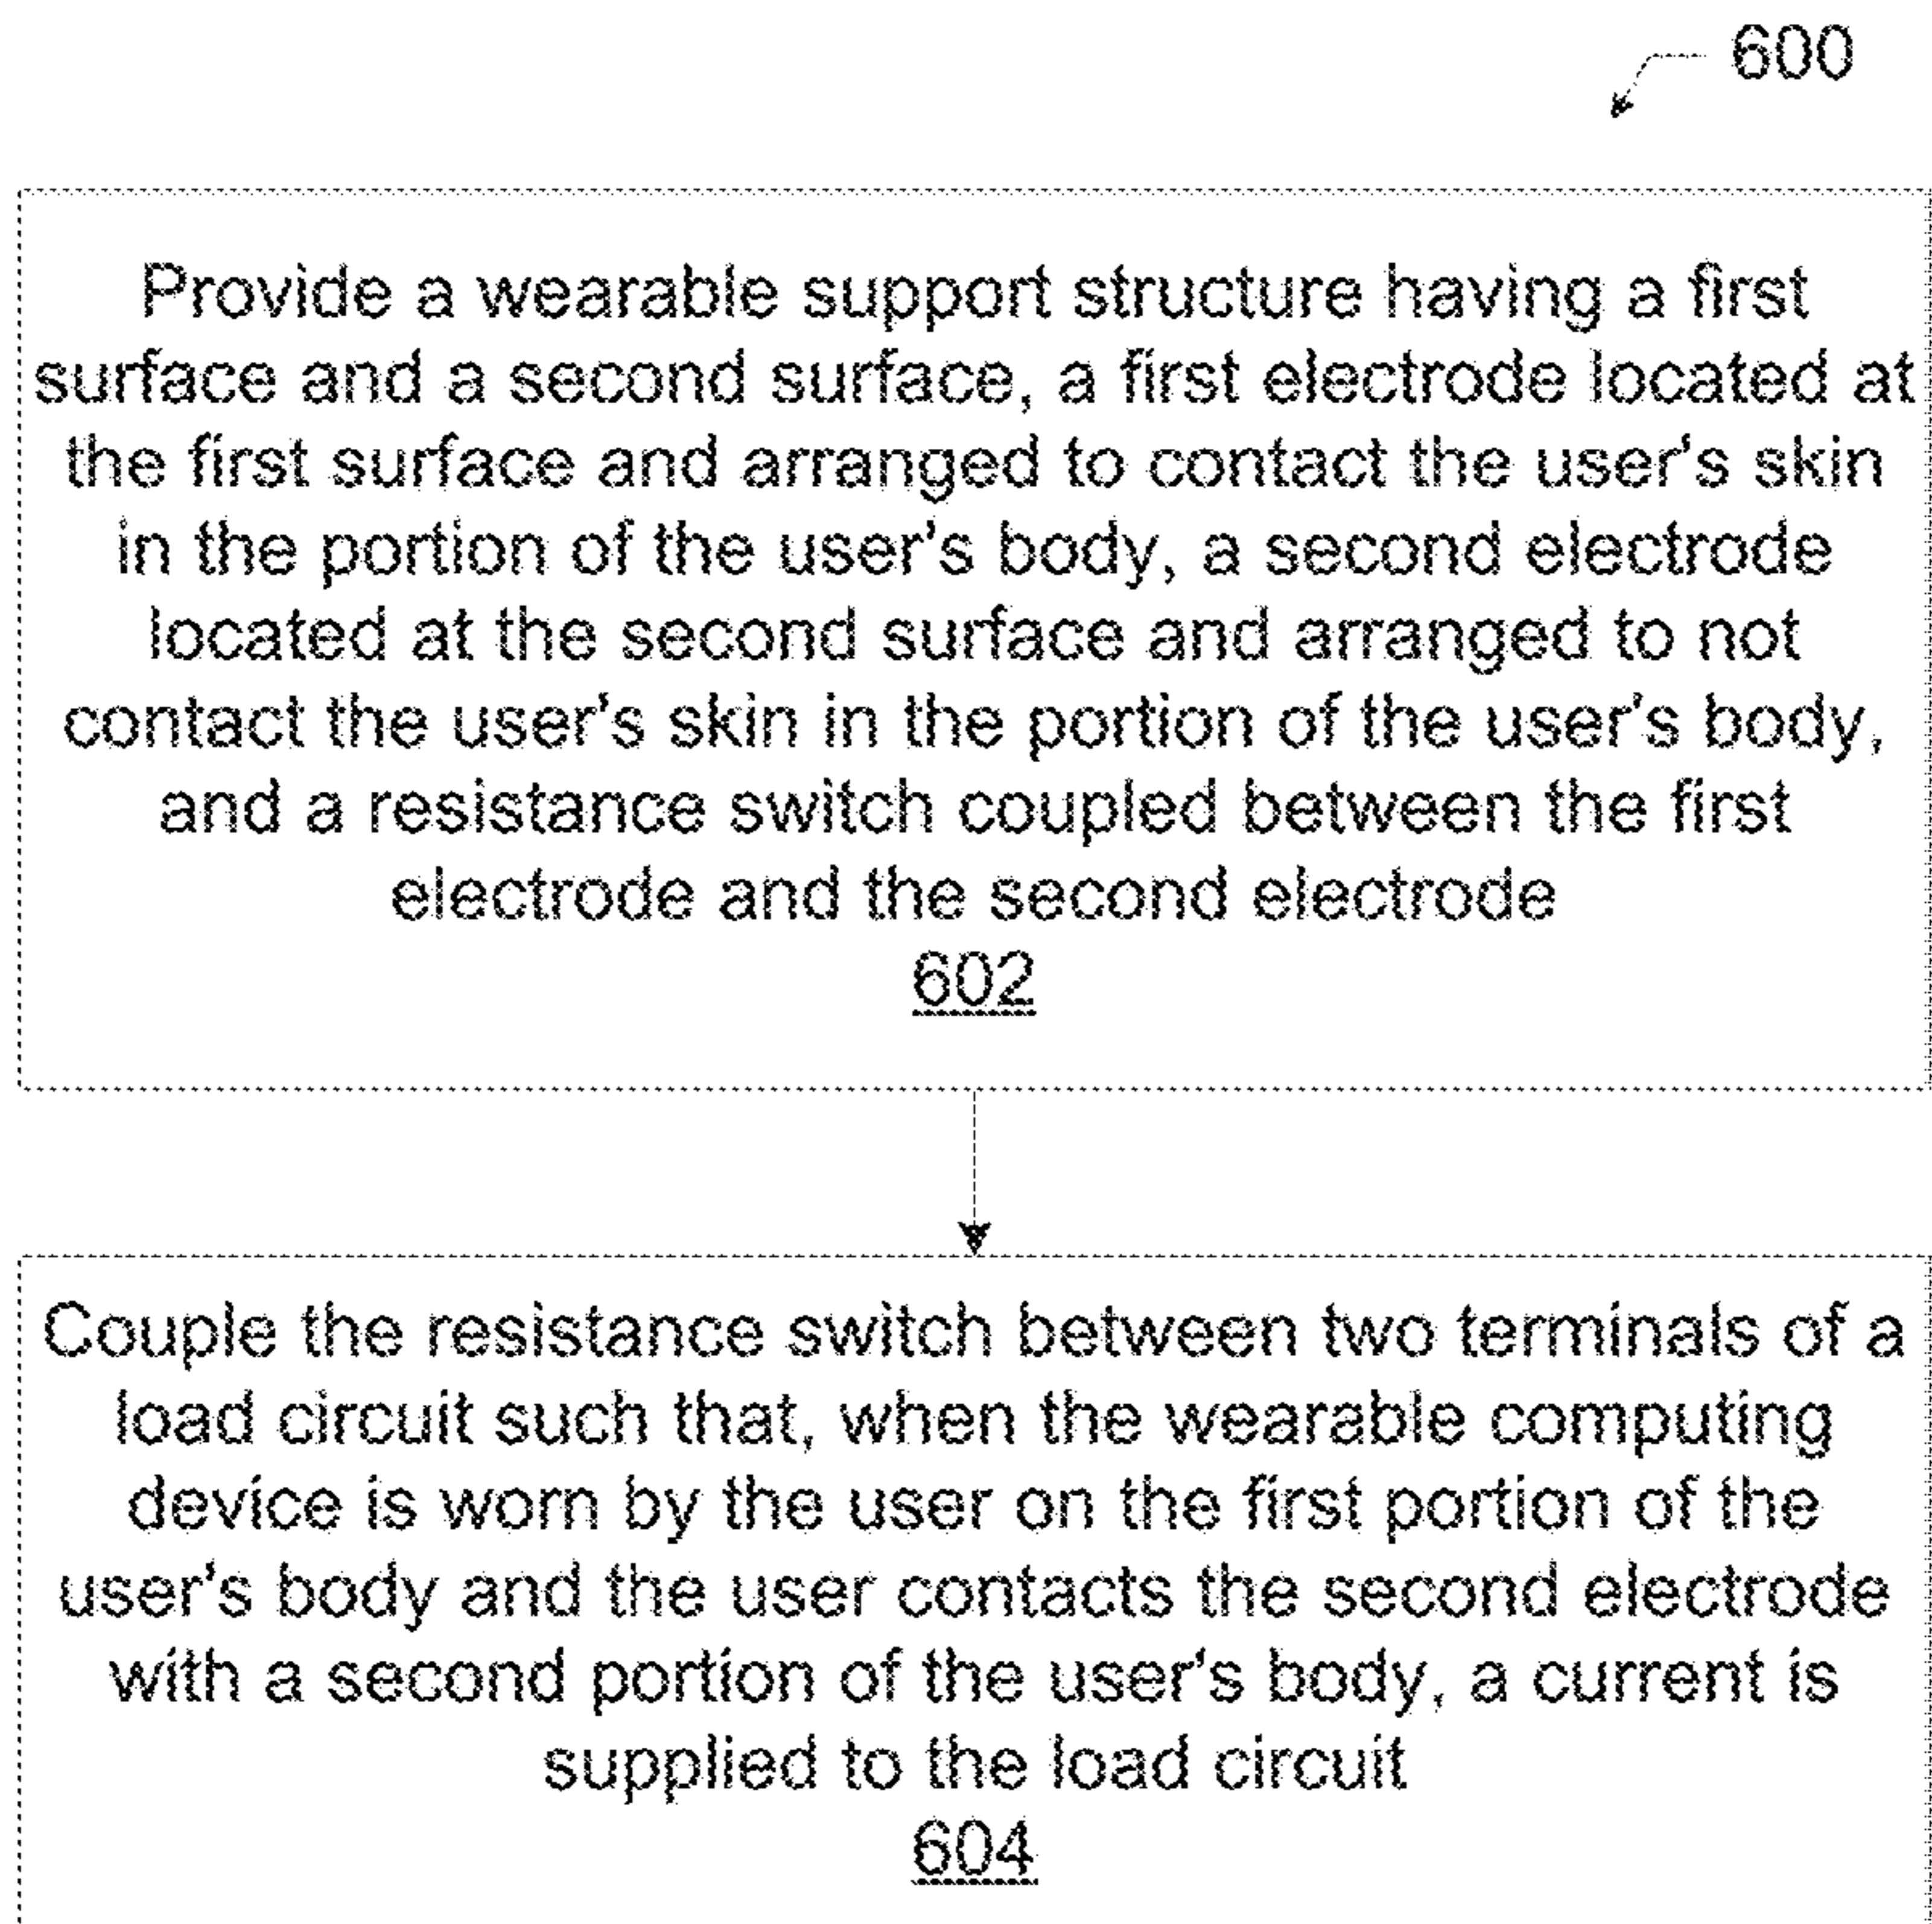 600
Provide a wearable support structure having a first
surface and a second surface, a first electrode located at
the first surface and arranged to contact the user's skin
in the portion of the user's body, a second electrode
located at the second surface and arranged to not
contact the user's skin in the portion of the user's body,
and a resistance switch coupled between the first
electrode and the second electrode
602
Couple the resistance switch between two terminals of a
load circuit such that, when the wearable computing
device is worn by the user on the first portion of the
user's body and the user contacts the second electrode
with a second portion of the user's body, a current is
supplied to the load circuit
604